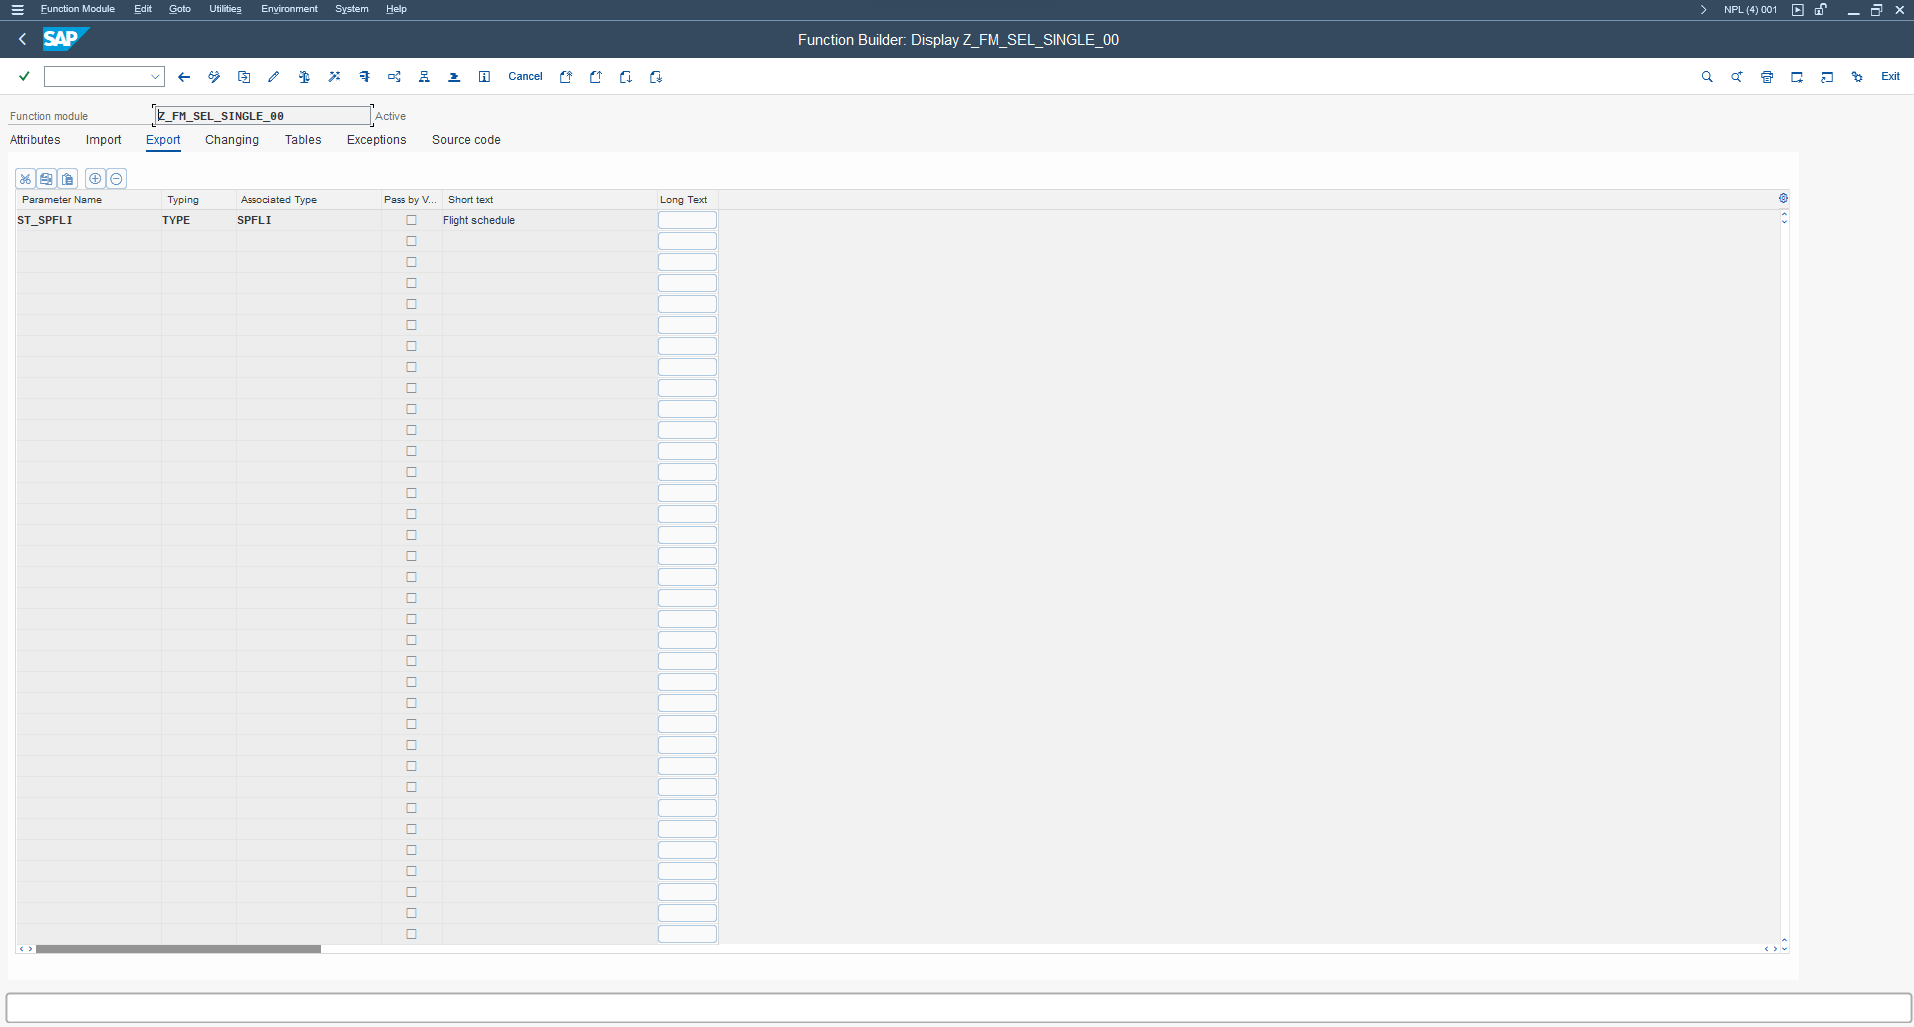 Function Module Edit Goto Utilities Environment System Help NPL (4) 001
SAP Function Builder: Display Z_FM_SEL_SINGLE_00
Cancel Exit
Function module Z_FM_SEL_SINGLE_00 Active
Attributes Import Export Changing Tables Exceptions Source code
Parameter Name Typing Associated Type Pass by V... Short text Long Text
ST_SPFLI TYPE SPFLI Flight schedule